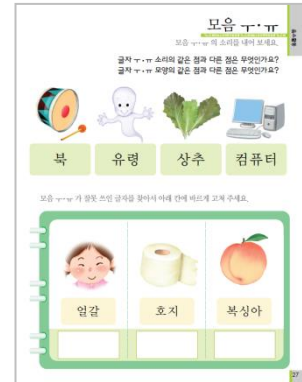 모음 ㅜ·ㅠ
모음 ㅜ·ㅠ 의 소리를 내어 보세요.
글자 ㅜ·ㅠ 소리의 같은 점과 다른 점은 무엇인가요?
글자 ㅜ·ㅠ 모양의 같은 점과 다른 점은 무엇인가요?
북 유령 상추 컴퓨터
모음 ㅜ·ㅠ 가 잘못 쓰인 글자를 찾아서 아래 칸에 바르게 고쳐 주세요.
얼갈 호지 복싱아
27